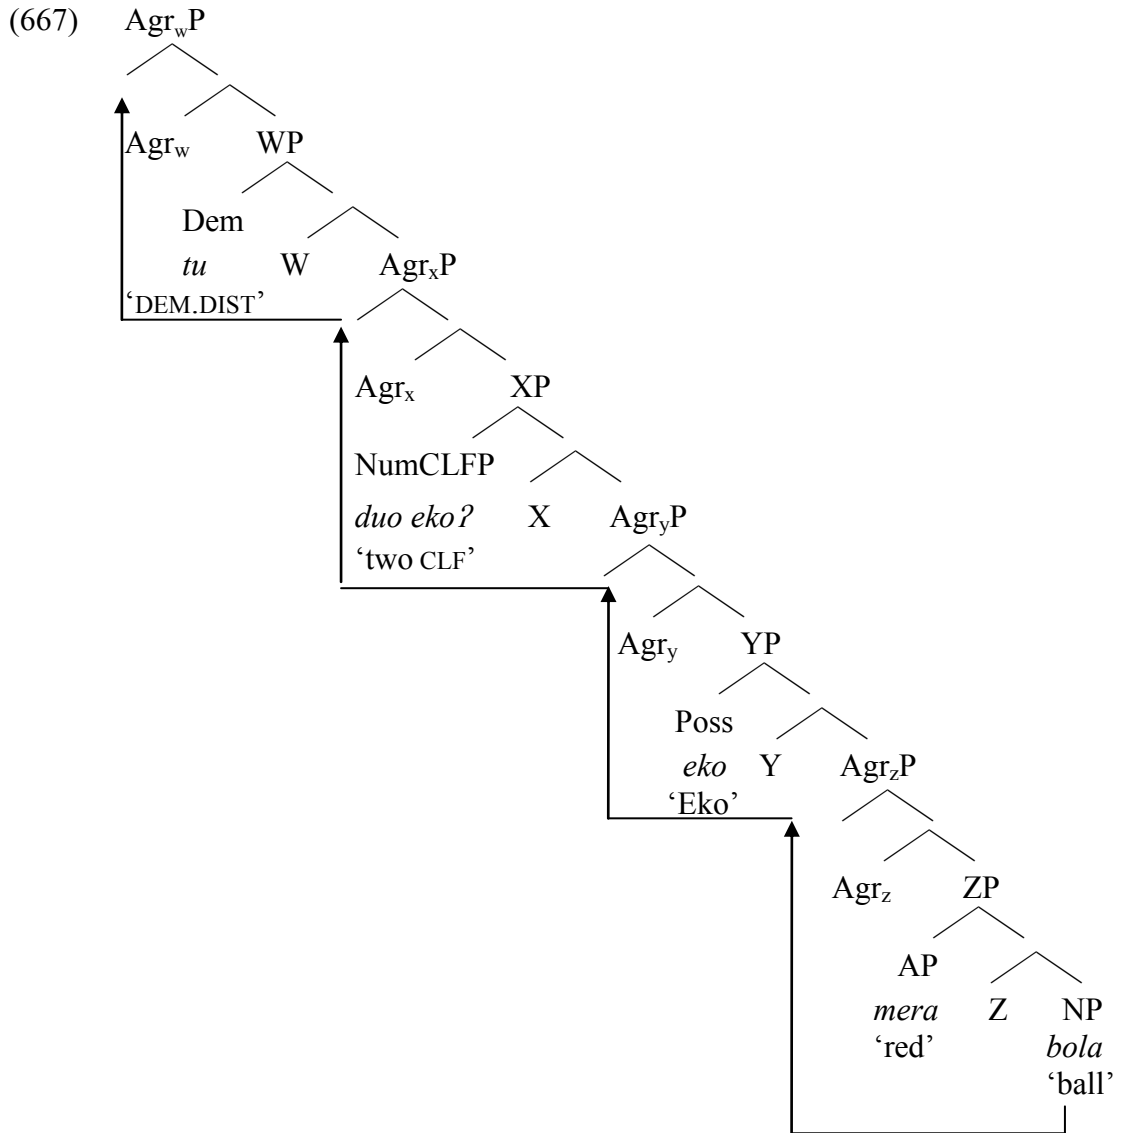 (667) AgrwP
Agrw WP
Dem
tu W AgrxP
‘DEM.DIST’
Agrx XP
NumCLFP
duo ekoʔ X AgryP
‘two CLF’
Agry YP
Poss
eko Y AgrzP
‘Eko’
Agrz ZP
AP
mera Z NP
‘red’ bola
‘ball’